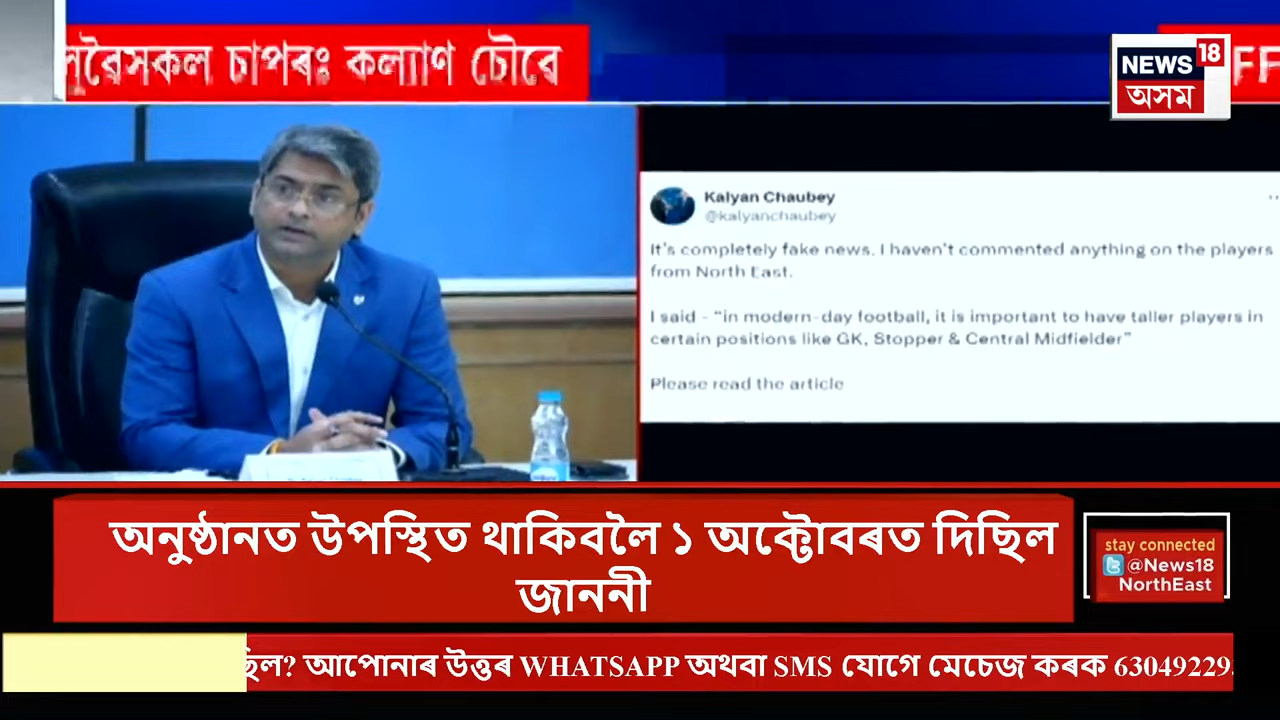 চাপৰঃ কল্যাণ চৌবে
NEWS 18
অসম
Kalyan Chaubey
@kalyanchaubey
It's completely fake news. I haven't commented anything on the players
from North East.
I said - "in modern-day football, it is important to have taller players in
certain positions like GK, Stopper & Central Midfielder"
Please read the article
অনুষ্ঠানত উপস্থিত থাকিবলৈ ১ অক্টোবৰত দিছিল
জাননী
stay connected
@News18
NorthEast
আপোনাৰ উত্তৰ WHATSAPP অথবা SMS যোগে মেচেজ কৰক 63049229